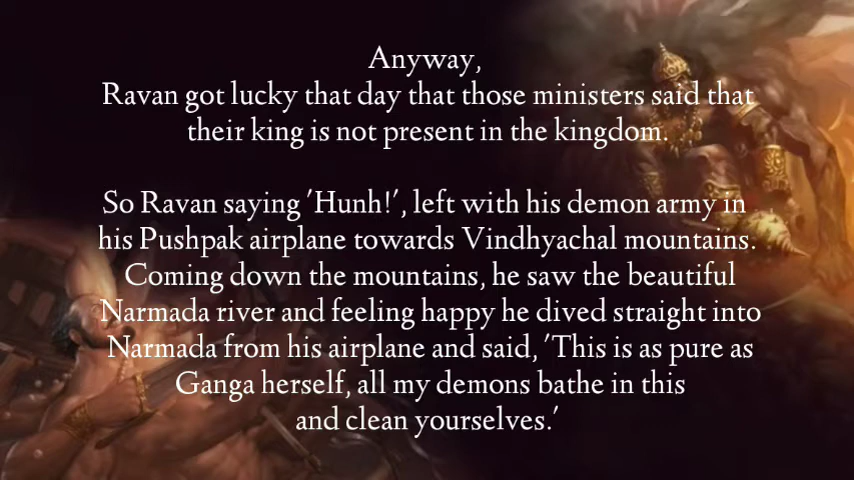 Anyway,
Ravan got lucky that day that those ministers said that
their king is not present in the kingdom.
So Ravan saying 'Hunh!', left with his demon army in
his Pushpak airplane towards Vindhyachal mountains.
Coming down the mountains, he saw the beautiful
Narmada river and feeling happy he dived straight into
Narmada from his airplane and said, 'This is as pure as
Ganga herself, all my demons bathe in this
and clean yourselves.'